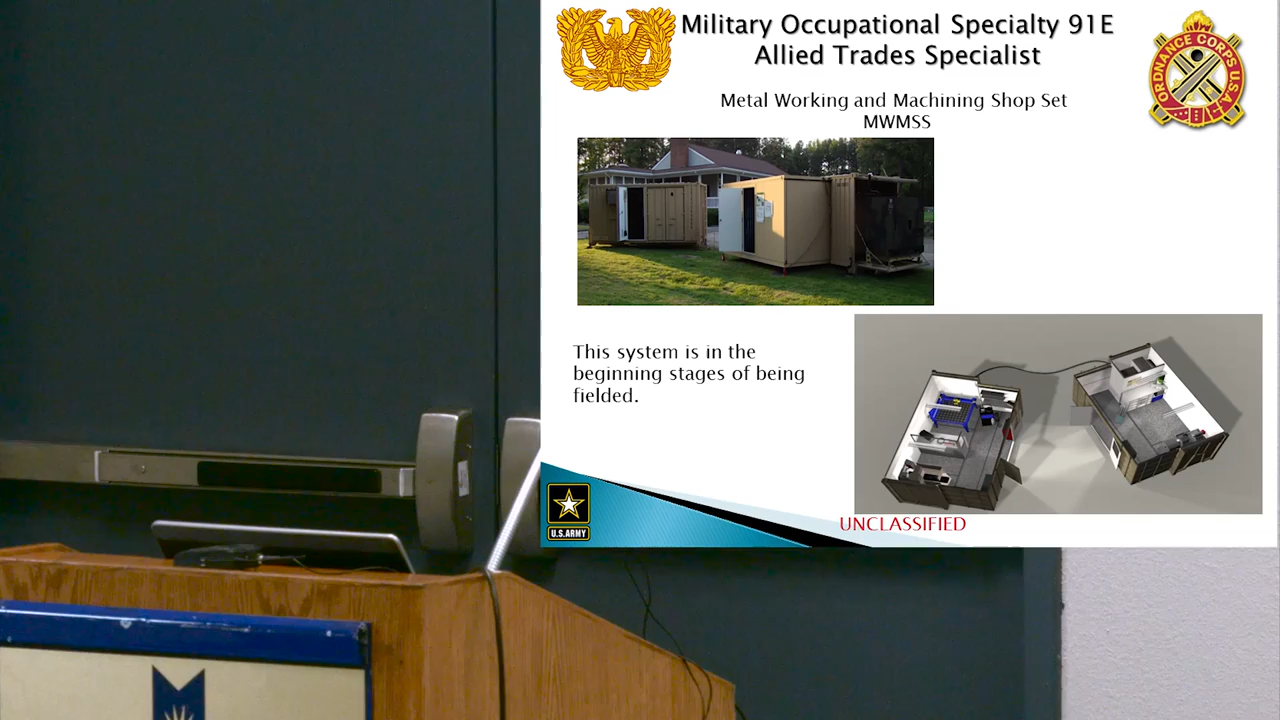 Military Occupational Specialty 91E
Allied Trades Specialist
ORDNANCE CORPS U.S.A.
Metal Working and Machining Shop Set
MWMSS
This system is in the
beginning stages of being
fielded.
U.S.ARMY
UNCLASSIFIED